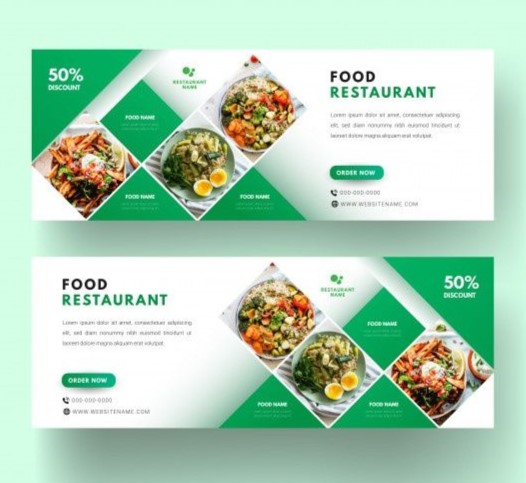 50%
DISCOUNT
RESTAURANT
NAME
FOOD NAME
FOOD NAME
FOOD NAME
FOOD
RESTAURANT
Lorem ipsum dolor sit amet, consectetuer adipiscing
elit, sed diam nonummy nibh euismod tincidunt ut
laoreet dolore magna aliquam erat volutpat.
ORDER NOW
000-000-0000
WWW.WEBSITENAME.COM
FOOD
RESTAURANT
Lorem ipsum dolor sit amet, consectetuer adipiscing
elit, sed diam nonummy nibh euismod tincidunt ut
laoreet dolore magna aliquam erat volutpat.
ORDER NOW
000-000-0000
WWW.WEBSITENAME.COM
RESTAURANT
NAME
50%
DISCOUNT
FOOD NAME
FOOD NAME
FOOD NAME